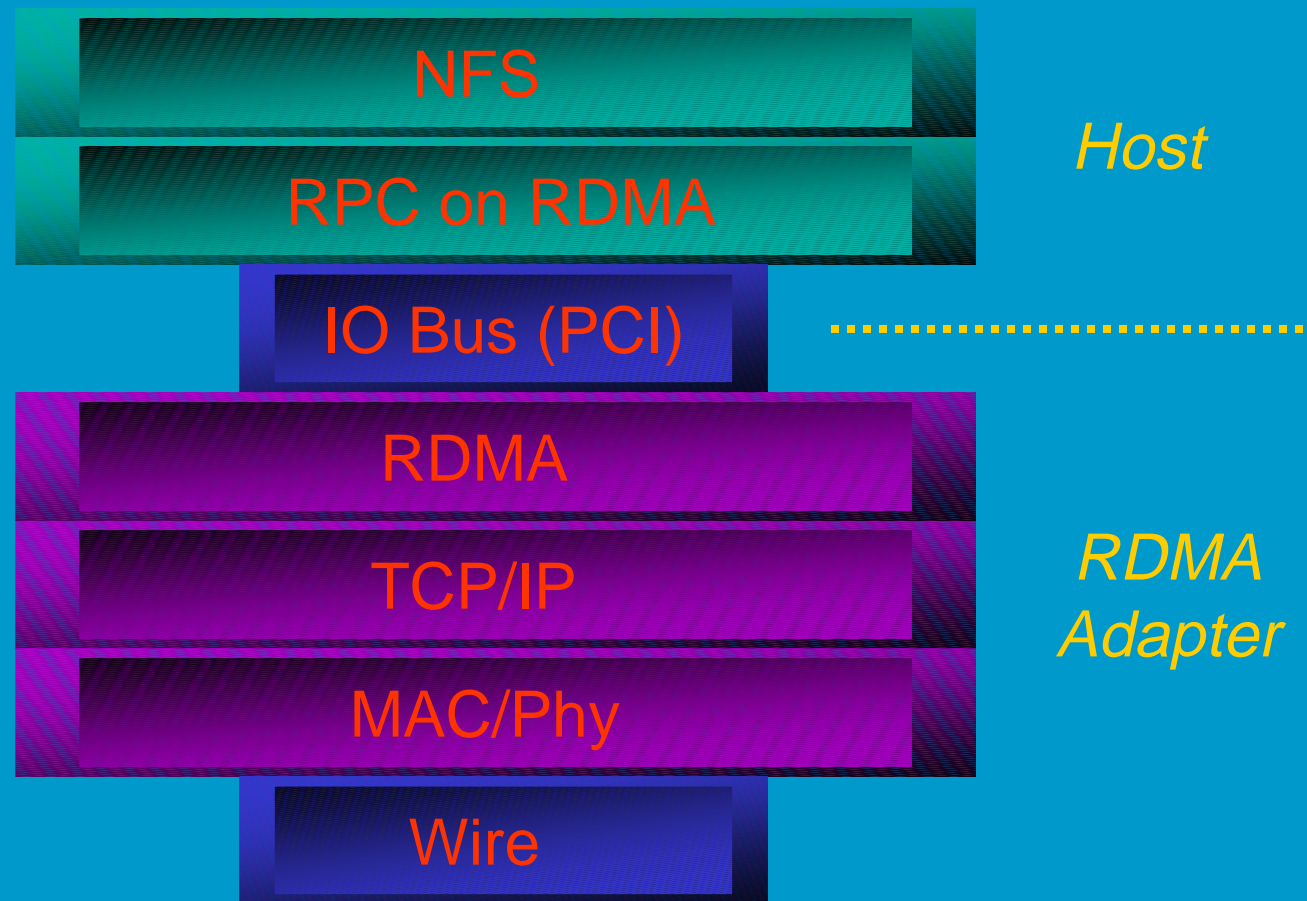 NFS
Host
RPC on RDMA
IO Bus (PCI)
RDMA
TCP/IP
RDMA
Adapter
MAC/Phy
Wire